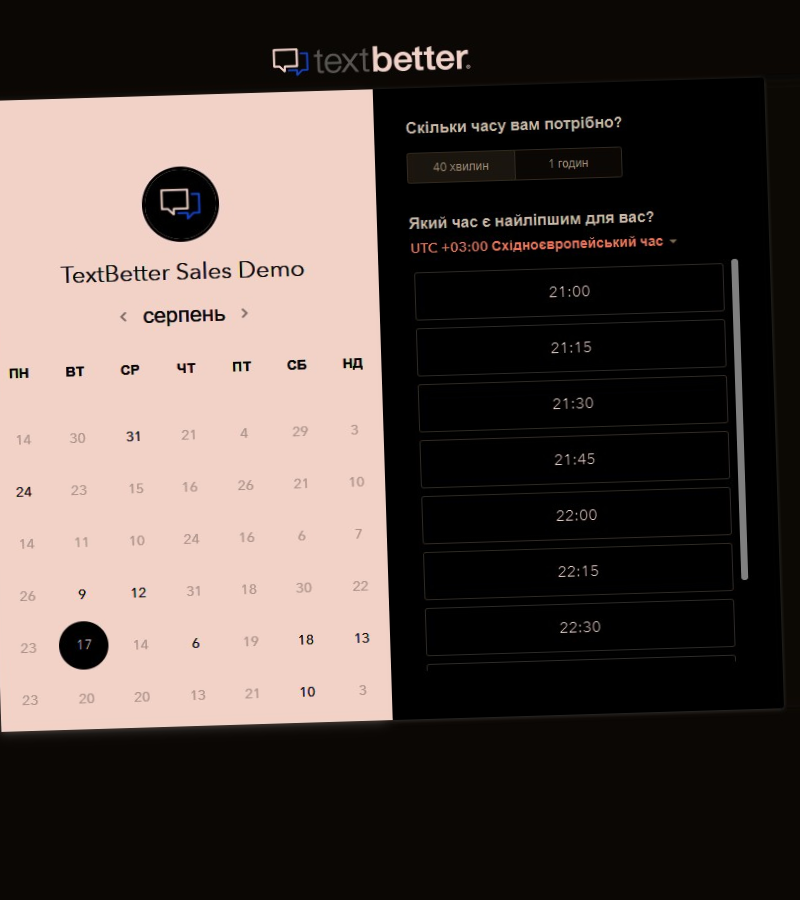 textbetter.
TextBetter Sales Demo
серпень
ПН ВТ СР ЧТ ПТ СБ НД
14 30 31 21 4 29 3
24 23 15 16 26 21 10
14 11 10 24 16 6 7
26 9 12 31 18 30 22
23 17 14 6 19 18 13
23 20 20 13 21 10 3
Скільки часу вам потрібно?
40 хвилин 1 годин
Який час є найліпшим для вас?
UTC +03:00 Східноєвропейський час
21:00
21:15
21:30
21:45
22:00
22:15
22:30